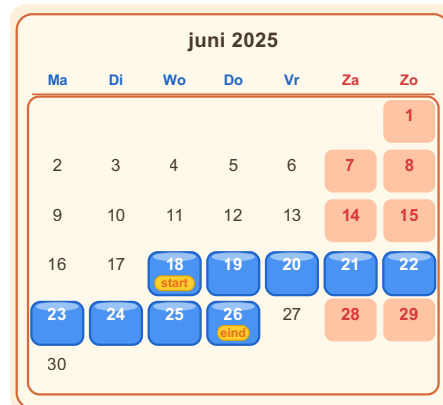 juni 2025
Ma Di Wo Do Vr Za Zo
1
2 3 4 5 6 7 8
9 10 11 12 13 14 15
16 17 18 19 20 21 22
start
23 24 25 26 27 28 29
eind
30